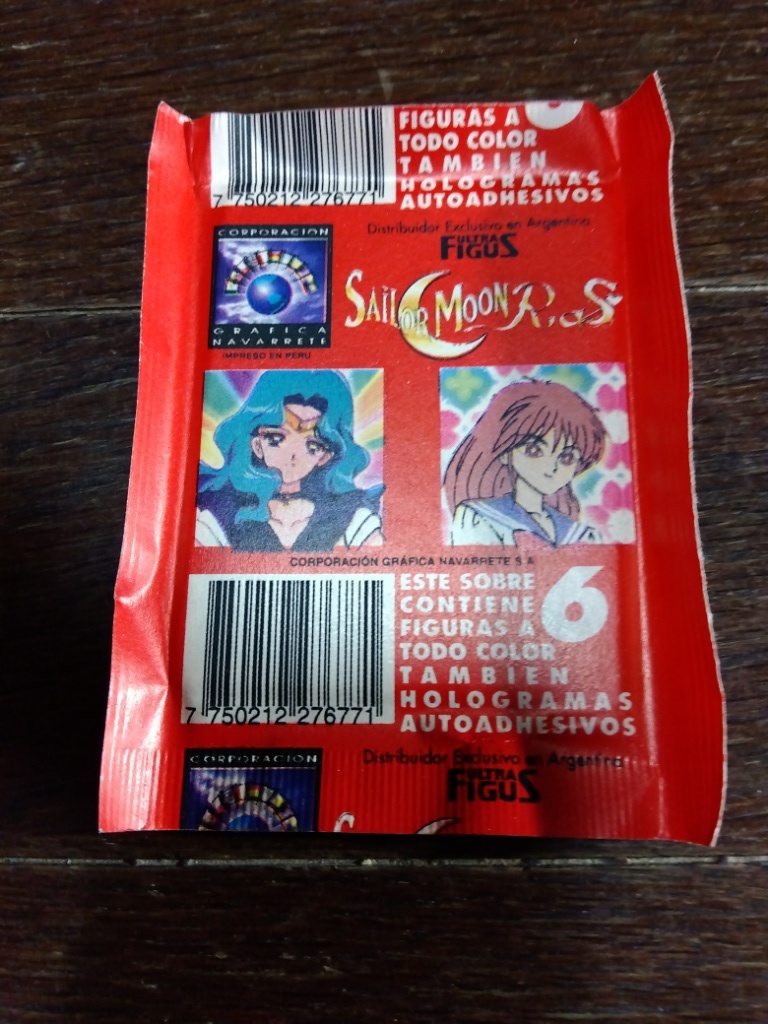 FIGURAS A
TODO COLOR
TAMBIEN
HOLOGRAMAS
AUTOADHESIVOS
7 750212 276771
CORPORACION
GRAFICA
NAVARRETE
IMPRESO EN PERU
Distribuidor Exclusivo en Argentina
ULTRA
FIGUS
SAILOR MOON R, S
CORPORACIÓN GRÁFICA NAVARRETE S A
7 750212 276771
ESTE SOBRE
CONTIENE 6
FIGURAS A
TODO COLOR
TAMBIEN
HOLOGRAMAS
AUTOADHESIVOS
CORPORACION
Distribuidor Exclusivo en Argentina
ULTRA
FIGUS